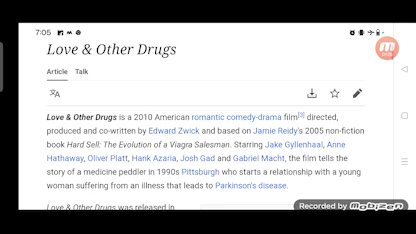 7:05
Love & Other Drugs
Article Talk
Love & Other Drugs is a 2010 American romantic comedy-drama film[3] directed,
produced and co-written by Edward Zwick and based on Jamie Reidy's 2005 non-fiction
book Hard Sell: The Evolution of a Viagra Salesman. Starring Jake Gyllenhaal, Anne
Hathaway, Oliver Platt, Hank Azaria, Josh Gad and Gabriel Macht, the film tells the
story of a medicine peddler in 1990s Pittsburgh who starts a relationship with a young
woman suffering from an illness that leads to Parkinson's disease.
Love & Other Drugs was released in
Recorded by Mobizen